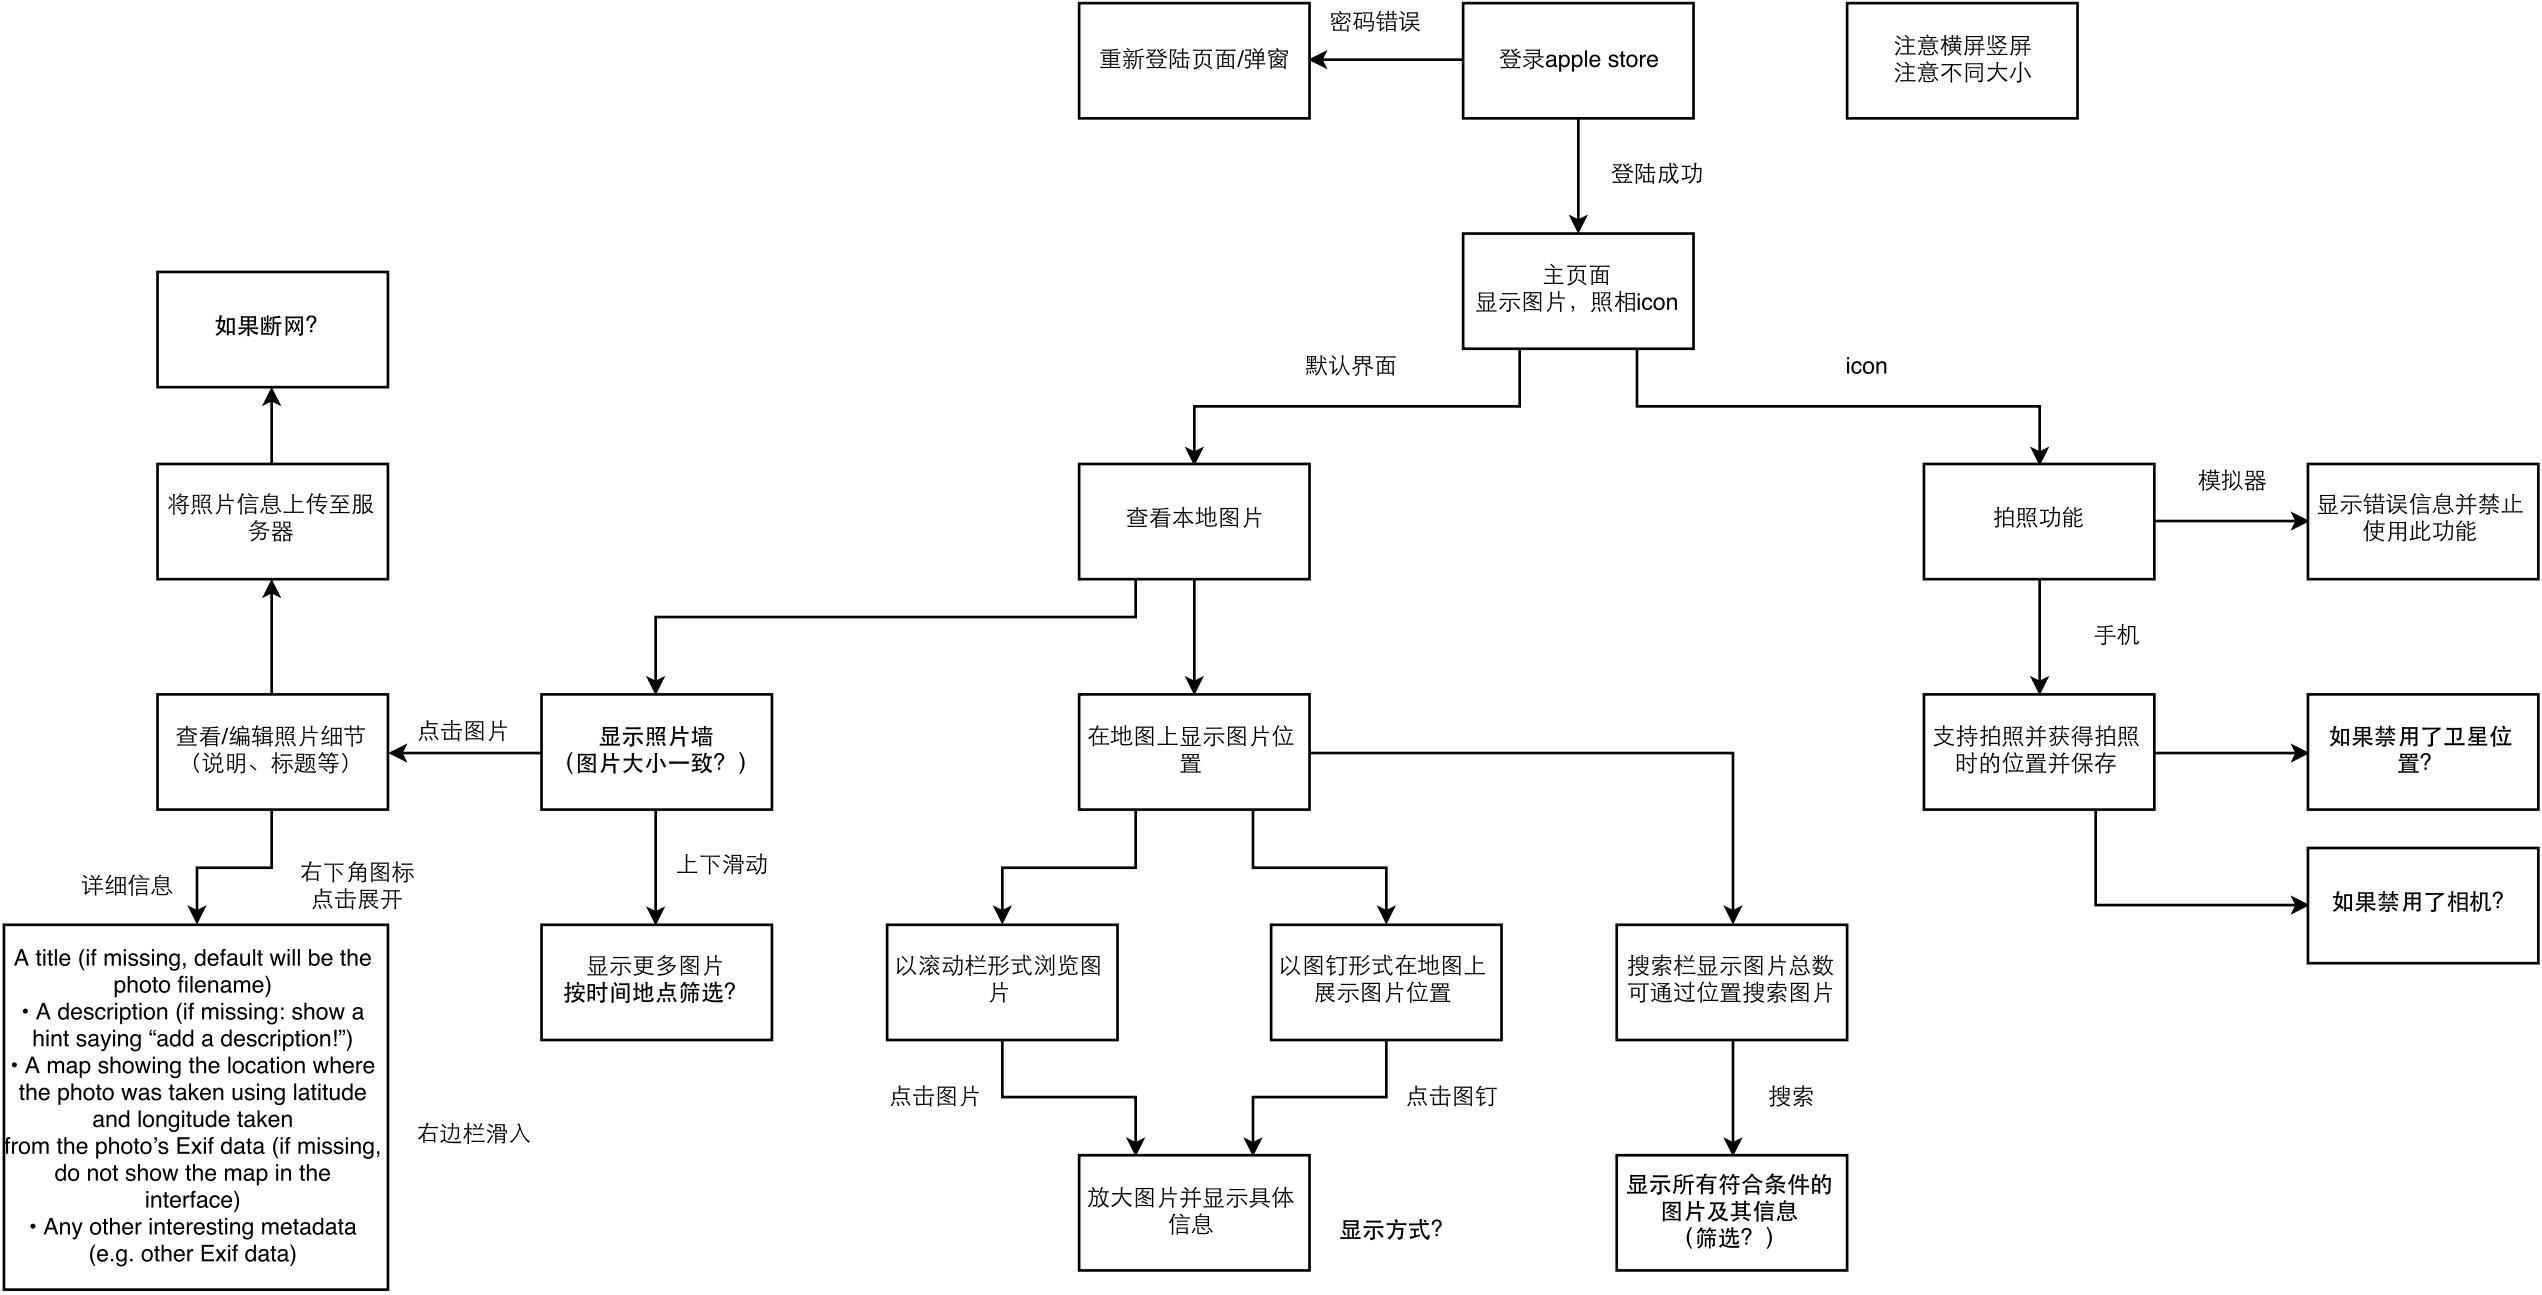 密码错误
重新登陆页面/弹窗
登录apple store
注意横屏竖屏
注意不同大小
登陆成功
主页面
显示图片，照相icon
如果断网?
默认界面
icon
将照片信息上传至服
务器
查看本地图片
拍照功能
模拟器
显示错误信息并禁止
使用此功能
手机
查看/编辑照片细节
（说明、标题等）
点击图片
显示照片墙
（图片大小一致？）
在地图上显示图片位
置
支持拍照并获得拍照
时的位置并保存
如果禁用了卫星位
置?
详细信息
右下角图标
点击展开
上下滑动
如果禁用了相机?
A title (if missing, default will be the
photo filename)
• A description (if missing: show a
hint saying “add a description!”)
• A map showing the location where
the photo was taken using latitude
and longitude taken
from the photo’s Exif data (if missing,
do not show the map in the
interface)
• Any other interesting metadata
(e.g. other Exif data)
显示更多图片
按时间地点筛选?
以滚动栏形式浏览图
片
以图钉形式在地图上
展示图片位置
搜索栏显示图片总数
可通过位置搜索图片
右边栏滑入
点击图片
点击图钉
搜索
放大图片并显示具体
信息
显示方式?
显示所有符合条件的
图片及其信息
（筛选？）